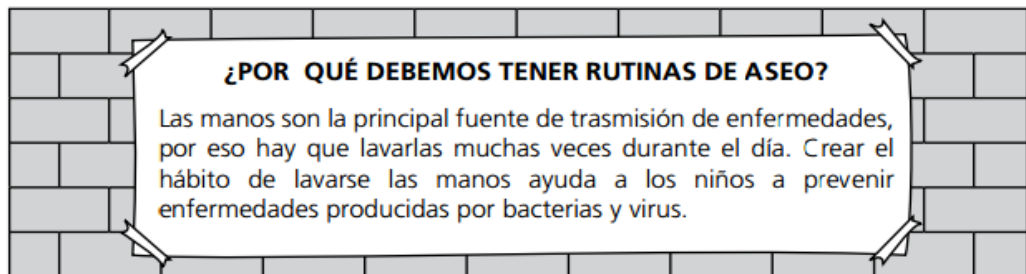 ¿POR QUÉ DEBEMOS TENER RUTINAS DE ASEO?
Las manos son la principal fuente de trasmisión de enfermedades,
por eso hay que lavarlas muchas veces durante el día. Crear el
hábito de lavarse las manos ayuda a los niños a prevenir
enfermedades producidas por bacterias y virus.